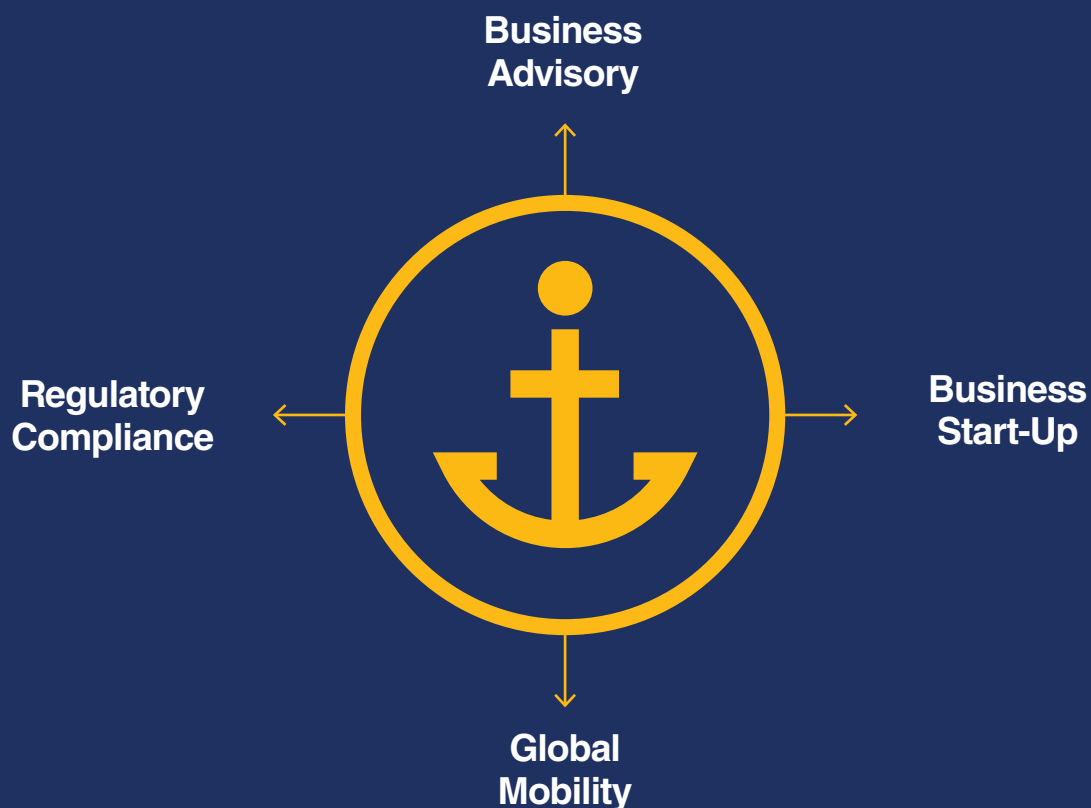 Business
Advisory
Regulatory
Compliance
Business
Start-Up
Global
Mobility